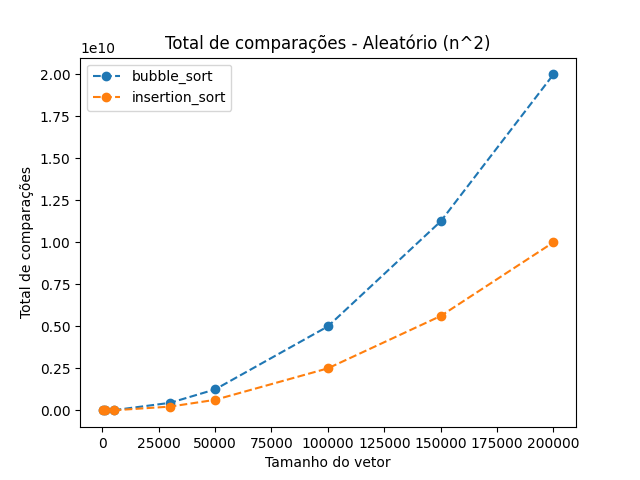 Total de comparações - Aleatório (n^2)
1e10
bubble_sort
insertion_sort
Total de comparações
2.00
1.75
1.50
1.25
1.00
0.75
0.50
0.25
0.00
0 25000 50000 75000 100000 125000 150000 175000 200000
Tamanho do vetor